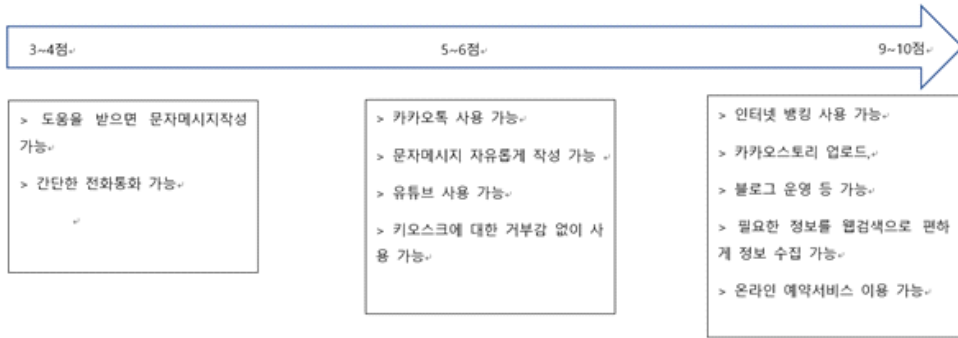 3~4점
5~6점
9~10점
> 도움을 받으면 문자메시지작성
가능
> 간단한 전화통화 가능
> 카카오톡 사용 가능
> 문자메시지 자유롭게 작성 가능
> 유튜브 사용 가능
> 키오스크에 대한 거부감 없이 사
용 가능
> 인터넷 뱅킹 사용 가능
> 카카오스토리 업로드,
> 블로그 운영 등 가능
> 필요한 정보를 웹검색으로 편하
게 정보 수집 가능
> 온라인 예약서비스 이용 가능